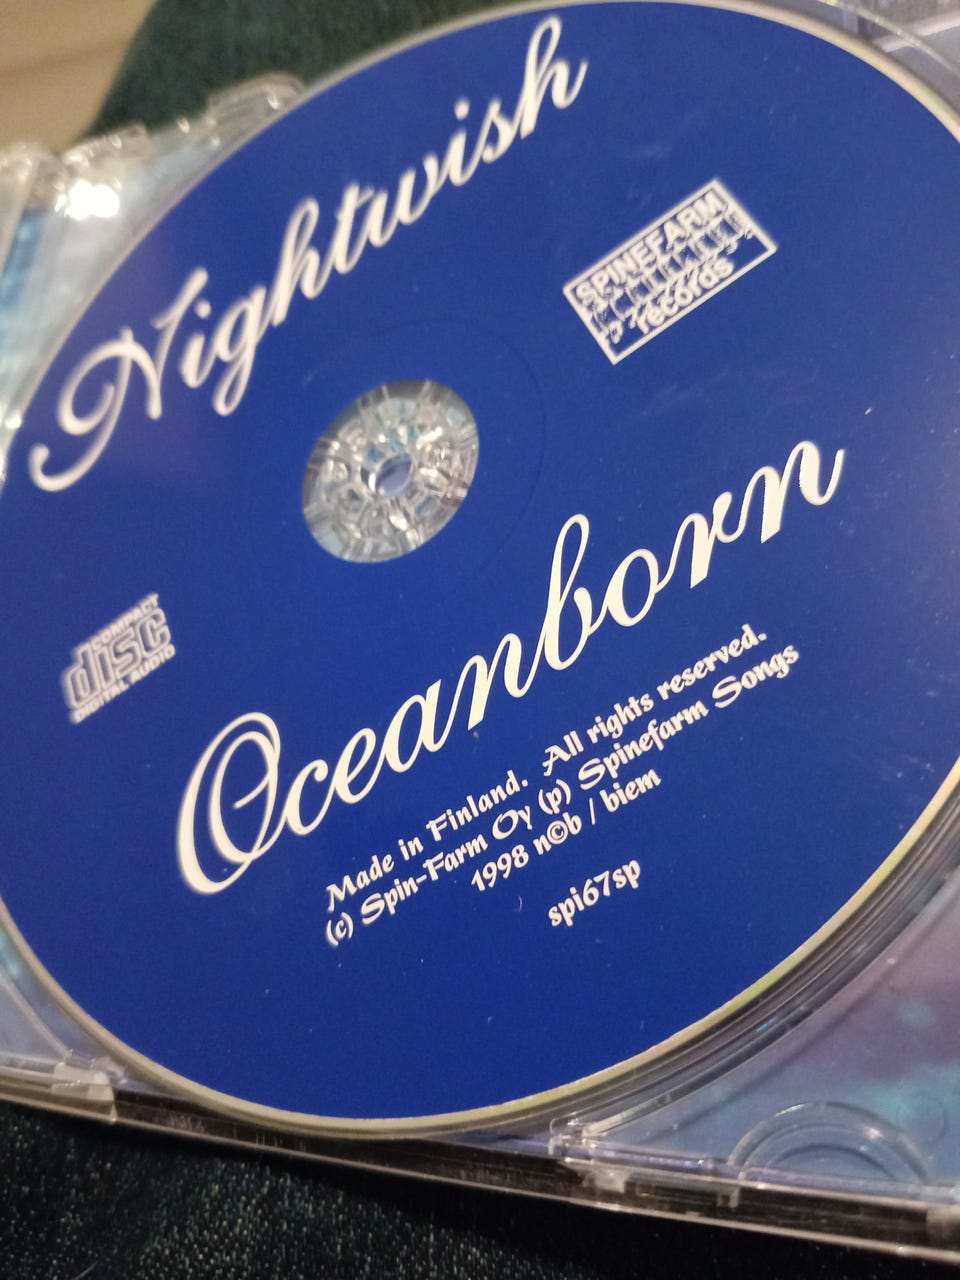 Nightwish
SPINEFARM
records
COMPACT
disc
DIGITAL AUDIO
Oceanborn
Made in Finland. All rights reserved.
(c) Spin-Farm Oy (p) Spinefarm Songs
1998 n©b / biem
spi67sp